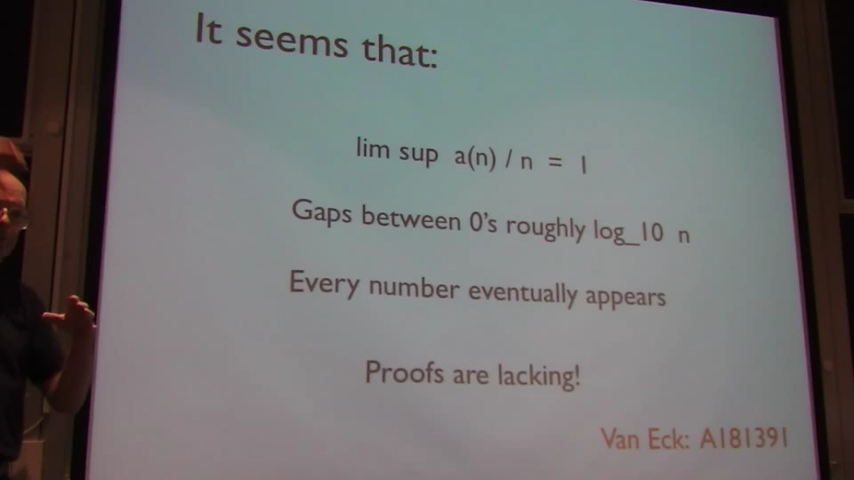 It seems that:
lim sup a(n) / n = 1
Gaps between 0's roughly log_10 n
Every number eventually appears
Proofs are lacking!
Van Eck: A181391